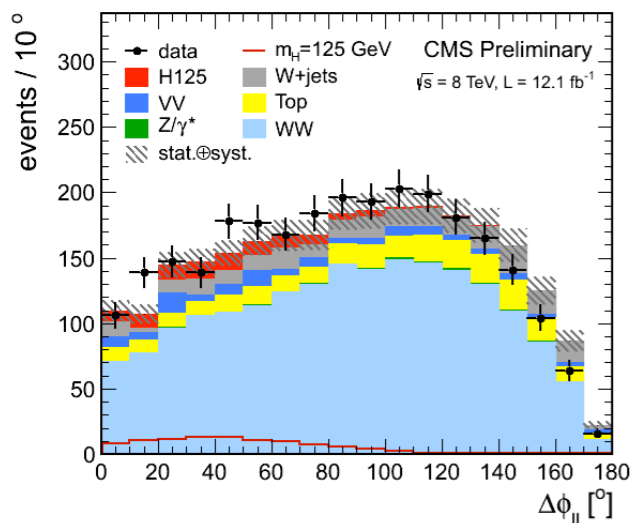 CMS Preliminary
√s = 8 TeV, L = 12.1 fb⁻¹
data
m_H=125 GeV
H125
W+jets
VV
Top
Z/γ*
WW
stat.⊕syst.
events / 10 °
300
250
200
150
100
50
0
0 20 40 60 80 100 120 140 160 180
Δϕ_ll [°]